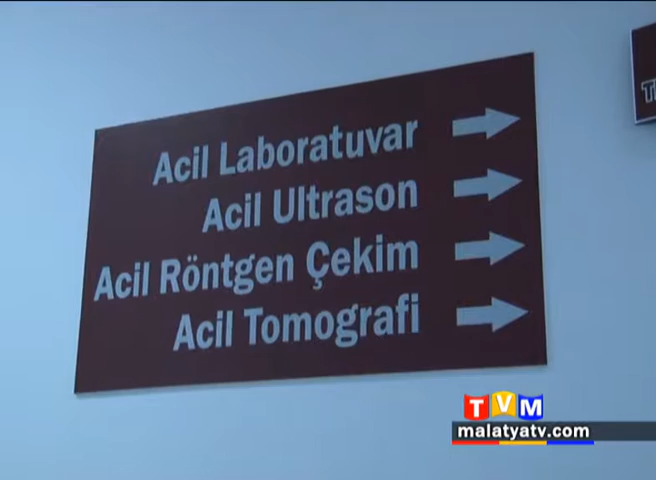 Acil Laboratuvar
Acil Ultrason
Acil Röntgen Çekim
Acil Tomografi
TVM
malatyatv.com